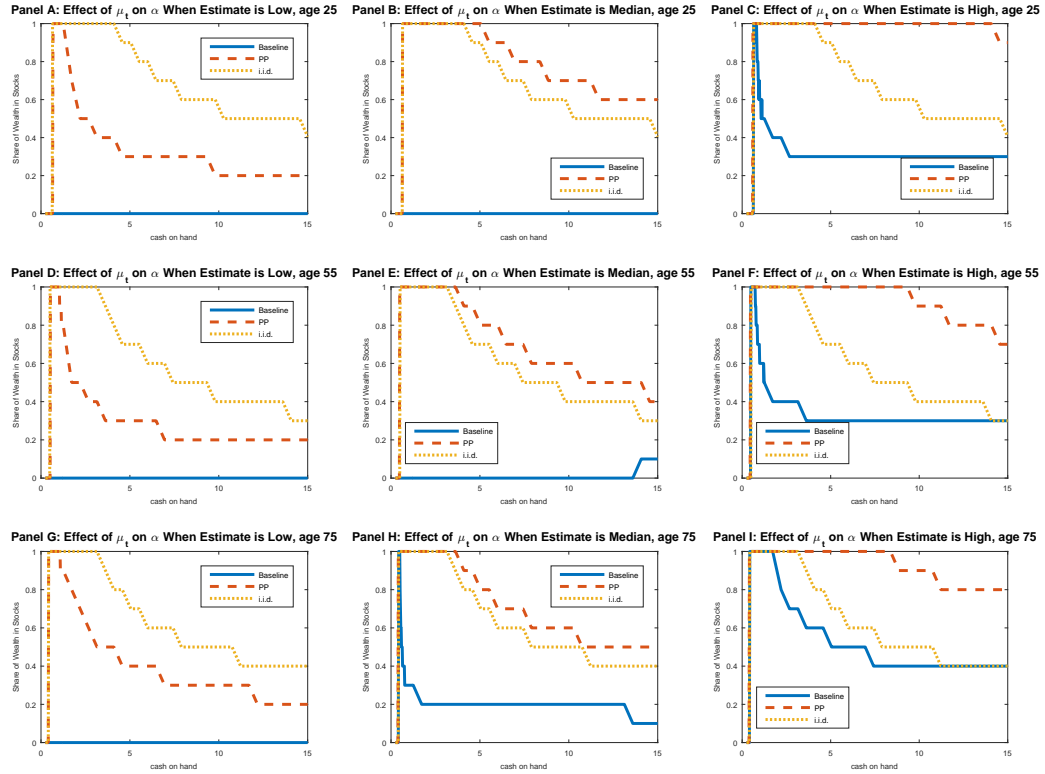 Panel A: Effect of μt on α When Estimate is Low, age 25
Share of Wealth in Stocks
1
0.8
0.6
0.4
0.2
0
Baseline
PP
i.i.d.
0 5 10 15
cash on hand
Panel B: Effect of μt on α When Estimate is Median, age 25
Share of Wealth in Stocks
1
0.8
0.6
0.4
0.2
0
Baseline
PP
i.i.d.
0 5 10 15
cash on hand
Panel C: Effect of μt on α When Estimate is High, age 25
Share of Wealth in Stocks
1
0.8
0.6
0.4
0.2
0
Baseline
PP
i.i.d.
0 5 10 15
cash on hand
Panel D: Effect of μt on α When Estimate is Low, age 55
Share of Wealth in Stocks
1
0.8
0.6
0.4
0.2
0
Baseline
PP
i.i.d.
0 5 10 15
cash on hand
Panel E: Effect of μt on α When Estimate is Median, age 55
Share of Wealth in Stocks
1
0.8
0.6
0.4
0.2
0
Baseline
PP
i.i.d.
0 5 10 15
cash on hand
Panel F: Effect of μt on α When Estimate is High, age 55
Share of Wealth in Stocks
1
0.8
0.6
0.4
0.2
0
Baseline
PP
i.i.d.
0 5 10 15
cash on hand
Panel G: Effect of μt on α When Estimate is Low, age 75
Share of Wealth in Stocks
1
0.8
0.6
0.4
0.2
0
Baseline
PP
i.i.d.
0 5 10 15
cash on hand
Panel H: Effect of μt on α When Estimate is Median, age 75
Share of Wealth in Stocks
1
0.8
0.6
0.4
0.2
0
Baseline
PP
i.i.d.
0 5 10 15
cash on hand
Panel I: Effect of μt on α When Estimate is High, age 75
Share of Wealth in Stocks
1
0.8
0.6
0.4
0.2
0
Baseline
PP
i.i.d.
0 5 10 15
cash on hand